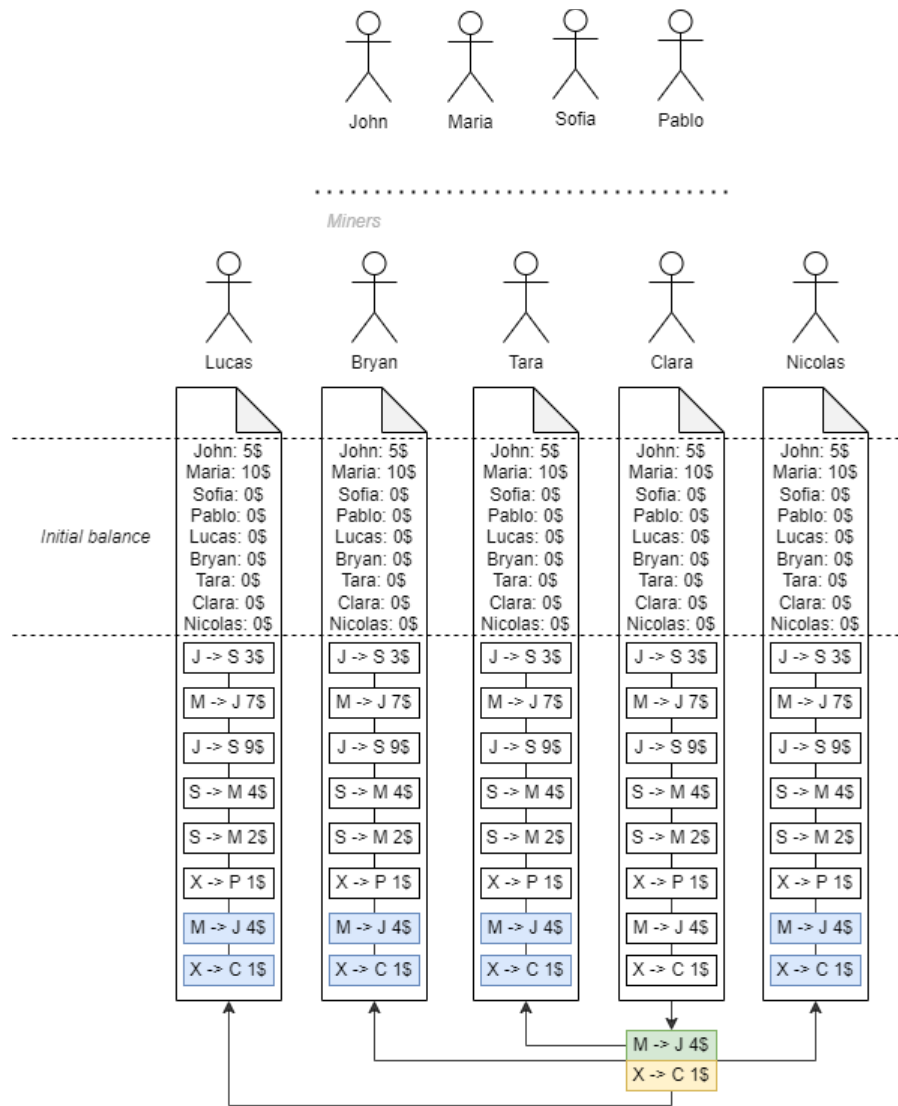 John Maria Sofia Pablo
Miners
Lucas Bryan Tara Clara Nicolas
John: 5$ John: 5$ John: 5$ John: 5$ John: 5$
Maria: 10$ Maria: 10$ Maria: 10$ Maria: 10$ Maria: 10$
Sofia: 0$ Sofia: 0$ Sofia: 0$ Sofia: 0$ Sofia: 0$
Pablo: 0$ Pablo: 0$ Pablo: 0$ Pablo: 0$ Pablo: 0$
Initial balance Lucas: 0$ Lucas: 0$ Lucas: 0$ Lucas: 0$ Lucas: 0$
Bryan: 0$ Bryan: 0$ Bryan: 0$ Bryan: 0$ Bryan: 0$
Tara: 0$ Tara: 0$ Tara: 0$ Tara: 0$ Tara: 0$
Clara: 0$ Clara: 0$ Clara: 0$ Clara: 0$ Clara: 0$
Nicolas: 0$ Nicolas: 0$ Nicolas: 0$ Nicolas: 0$ Nicolas: 0$
J -> S 3$ J -> S 3$ J -> S 3$ J -> S 3$ J -> S 3$
M -> J 7$ M -> J 7$ M -> J 7$ M -> J 7$ M -> J 7$
J -> S 9$ J -> S 9$ J -> S 9$ J -> S 9$ J -> S 9$
S -> M 4$ S -> M 4$ S -> M 4$ S -> M 4$ S -> M 4$
S -> M 2$ S -> M 2$ S -> M 2$ S -> M 2$ S -> M 2$
X -> P 1$ X -> P 1$ X -> P 1$ X -> P 1$ X -> P 1$
M -> J 4$ M -> J 4$ M -> J 4$ M -> J 4$ M -> J 4$
X -> C 1$ X -> C 1$ X -> C 1$ X -> C 1$ X -> C 1$
M -> J 4$
X -> C 1$